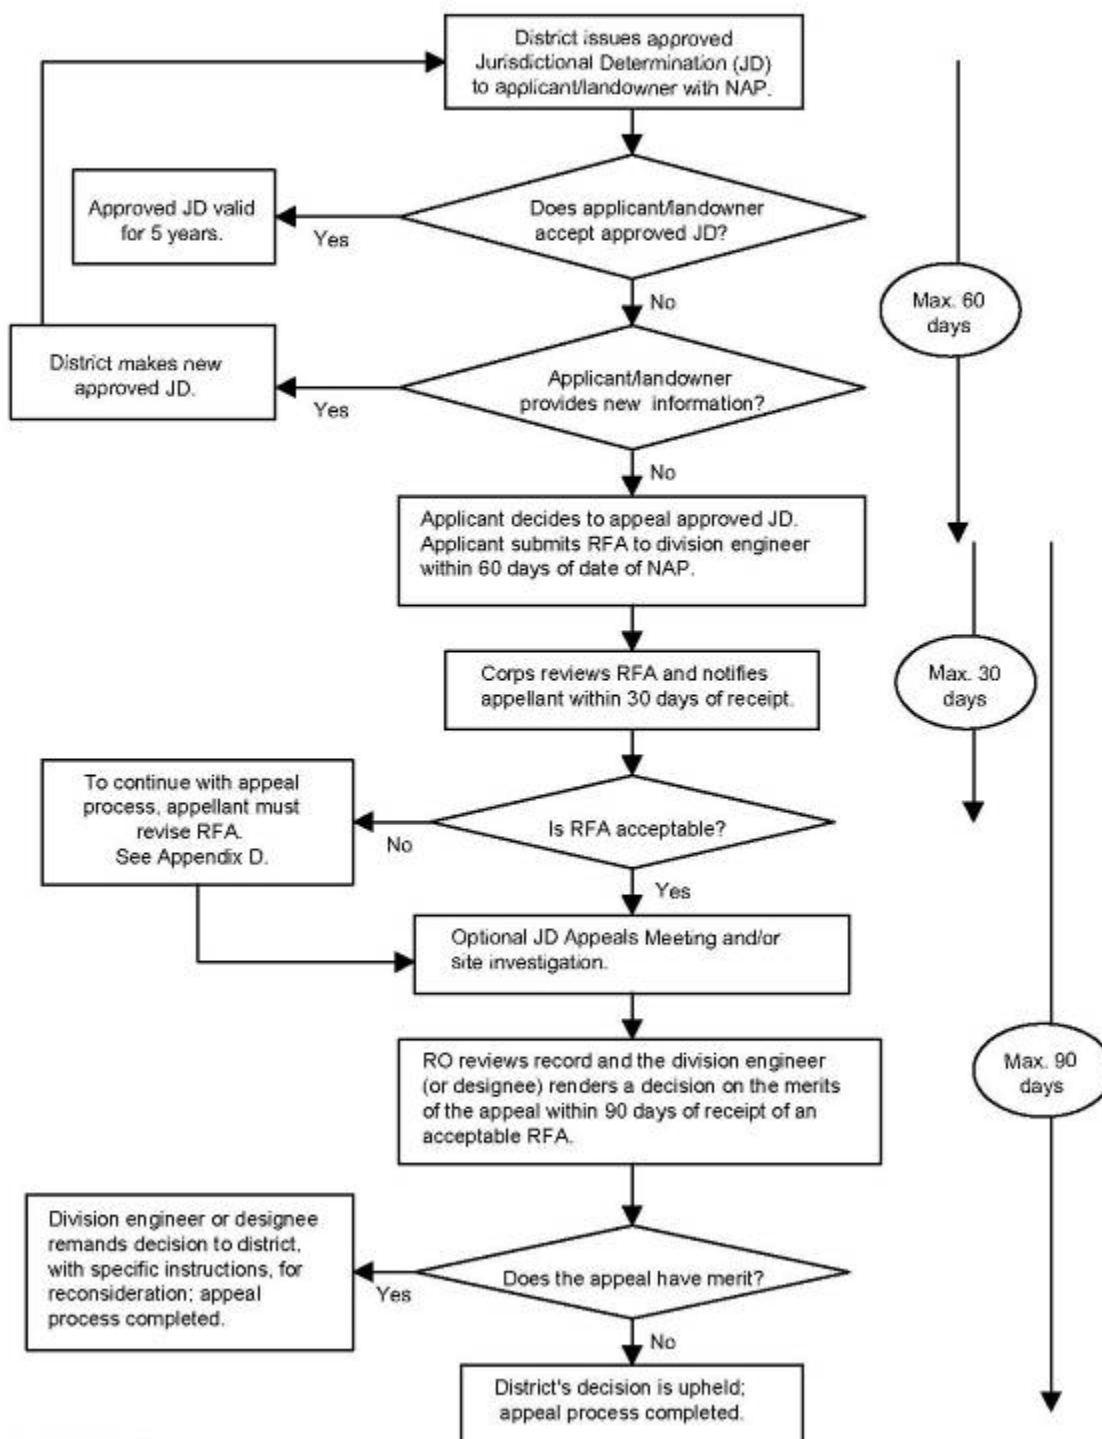 District issues approved
Jurisdictional Determination (JD)
to applicant/landowner with NAP.
Does applicant/landowner
accept approved JD?
Yes
Approved JD valid
for 5 years.
No
Max. 60
days
Applicant/landowner
provides new information?
Yes
District makes new
approved JD.
No
Applicant decides to appeal approved JD.
Applicant submits RFA to division engineer
within 60 days of date of NAP.
Corps reviews RFA and notifies
appellant within 30 days of receipt.
Max. 30
days
Is RFA acceptable?
No
To continue with appeal
process, appellant must
revise RFA.
See Appendix D.
Yes
Optional JD Appeals Meeting and/or
site investigation.
RO reviews record and the division engineer
(or designee) renders a decision on the merits
of the appeal within 90 days of receipt of an
acceptable RFA.
Max. 90
days
Does the appeal have merit?
Yes
Division engineer or designee
remands decision to district,
with specific instructions, for
reconsideration; appeal
process completed.
No
District's decision is upheld;
appeal process completed.